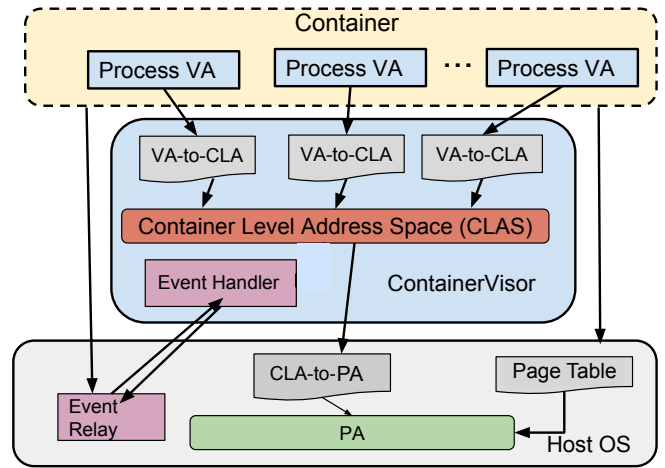 Container
Process VA
Process VA
...
Process VA
VA-to-CLA
VA-to-CLA
VA-to-CLA
Container Level Address Space (CLAS)
Event Handler
ContainerVisor
CLA-to-PA
Page Table
Event
Relay
PA
Host OS